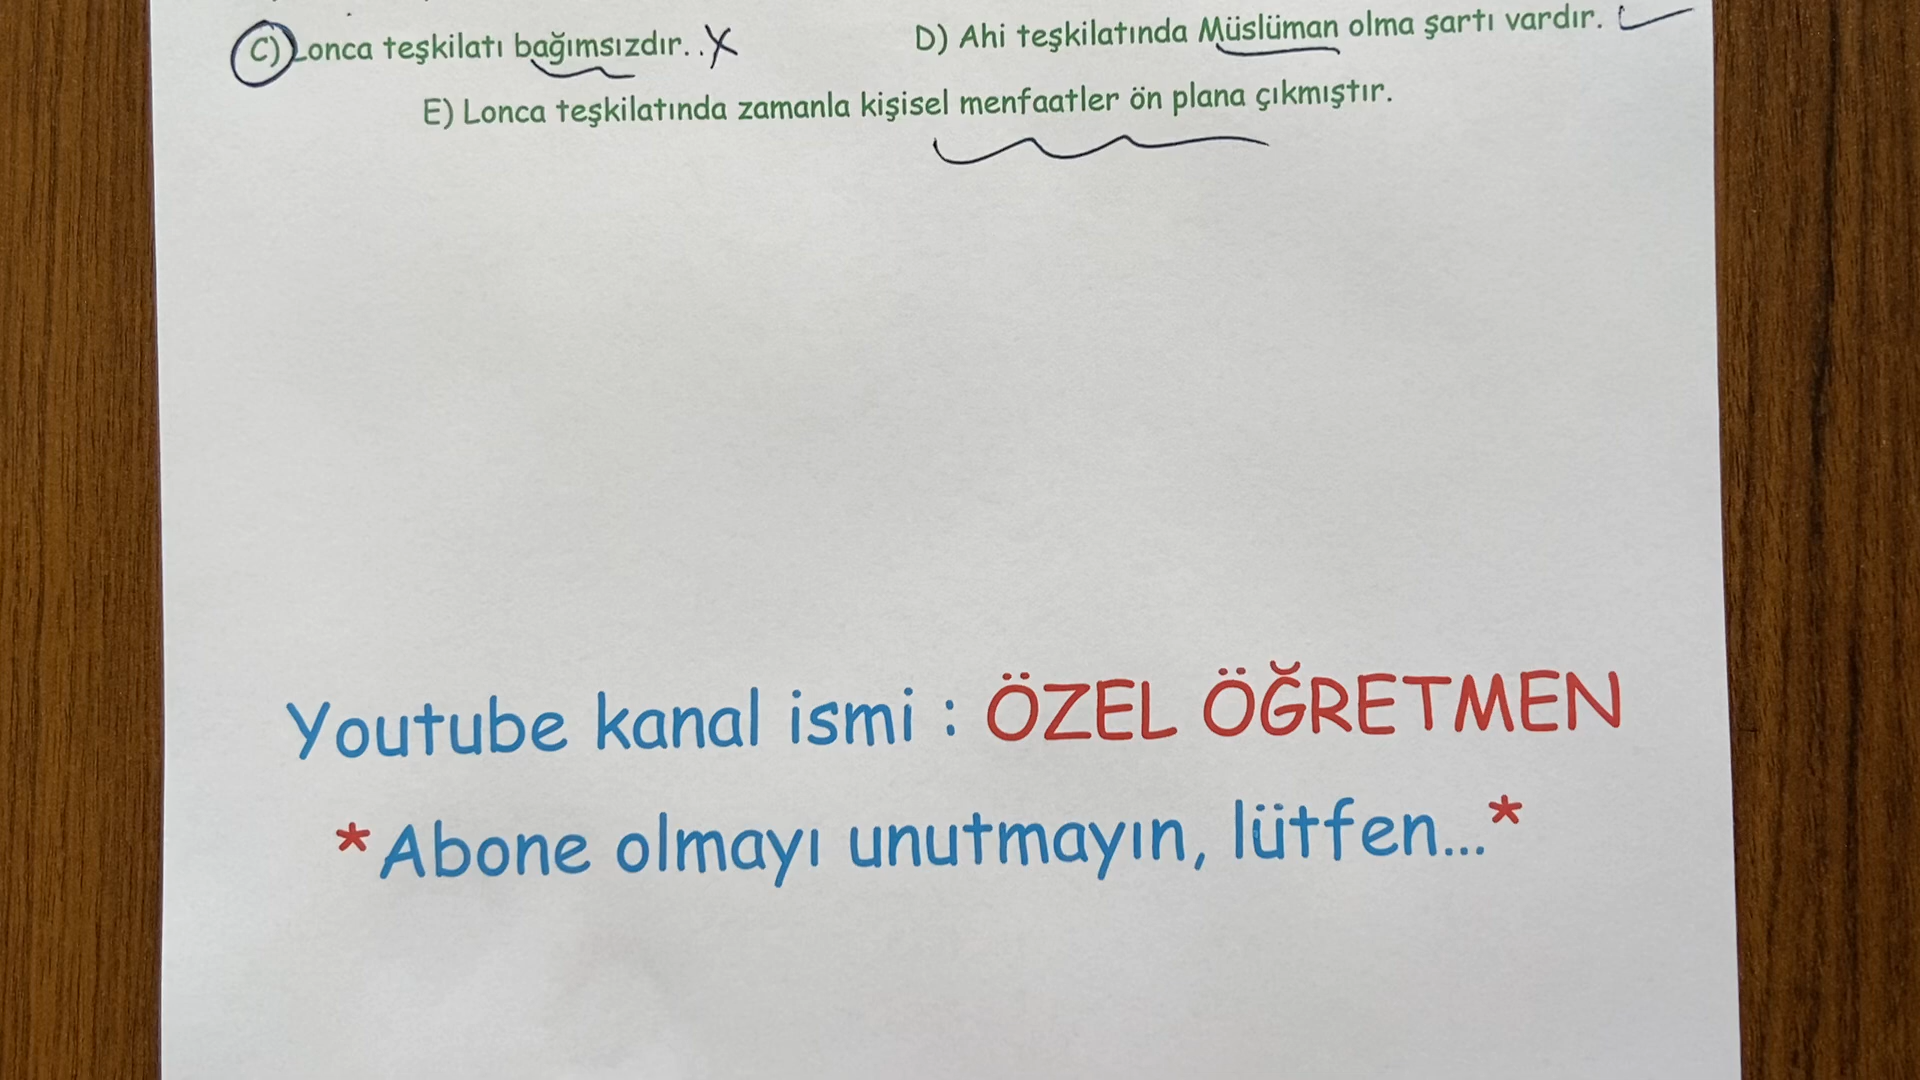 C) Lonca teşkilatı bağımsızdır.. X
D) Ahi teşkilatında Müslüman olma şartı vardır.
E) Lonca teşkilatında zamanla kişisel menfaatler ön plana çıkmıştır.
Youtube kanal ismi : ÖZEL ÖĞRETMEN
*Abone olmayı unutmayın, lütfen...*